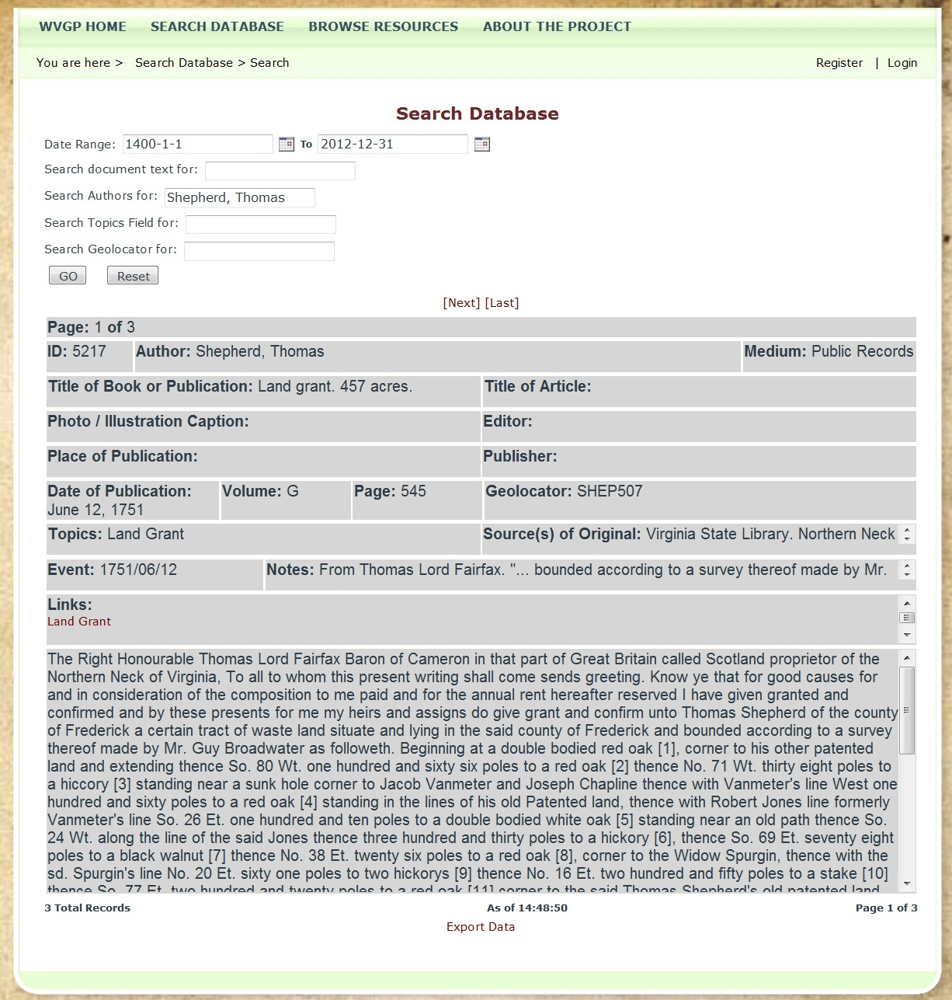 WVGP HOME SEARCH DATABASE BROWSE RESOURCES ABOUT THE PROJECT
You are here > Search Database > Search Register | Login
Search Database
Date Range: 1400-1-1 To 2012-12-31
Search document text for:
Search Authors for: Shepherd, Thomas
Search Topics Field for:
Search Geolocator for:
GO Reset
[Next] [Last]
Page: 1 of 3
ID: 5217 Author: Shepherd, Thomas Medium: Public Records
Title of Book or Publication: Land grant. 457 acres. Title of Article:
Photo / Illustration Caption: Editor:
Place of Publication: Publisher:
Date of Publication: Volume: G Page: 545 Geolocator: SHEP507
June 12, 1751
Topics: Land Grant Source(s) of Original: Virginia State Library. Northern Neck
Event: 1751/06/12 Notes: From Thomas Lord Fairfax. "... bounded according to a survey thereof made by Mr.
Links:
Land Grant
The Right Honourable Thomas Lord Fairfax Baron of Cameron in that part of Great Britain called Scotland proprietor of the
Northern Neck of Virginia, To all to whom this present writing shall come sends greeting. Know ye that for good causes for
and in consideration of the composition to me paid and for the annual rent hereafter reserved I have given granted and
confirmed and by these presents for me my heirs and assigns do give grant and confirm unto Thomas Shepherd of the county
of Frederick a certain tract of waste land situate and lying in the said county of Frederick and bounded according to a survey
thereof made by Mr. Guy Broadwater as followeth. Beginning at a double bodied red oak [1], corner to his other patented
land and extending thence So. 80 Wt. one hundred and sixty six poles to a red oak [2] thence No. 71 Wt. thirty eight poles to
a hiccory [3] standing near a sunk hole corner to Jacob Vanmeter and Joseph Chapline thence with Vanmeter's line West one
hundred and sixty poles to a red oak [4] standing in the lines of his old Patented land, thence with Robert Jones line formerly
Vanmeter's line So. 26 Et. one hundred and ten poles to a double bodied white oak [5] standing near an old path thence So.
24 Wt. along the line of the said Jones thence three hundred and thirty poles to a hickory [6], thence So. 69 Et. seventy eight
poles to a black walnut [7] thence No. 38 Et. twenty six poles to a red oak [8], corner to the Widow Spurgin, thence with the
sd. Spurgin's line No. 20 Et. sixty one poles to two hickorys [9] thence No. 16 Et. two hundred and fifty poles to a stake [10]
thence So. 77 Et. two hundred and twenty poles to a red oak [11] corner to the said Thomas Shepherd's old patented land
3 Total Records As of 14:48:50 Page 1 of 3
Export Data